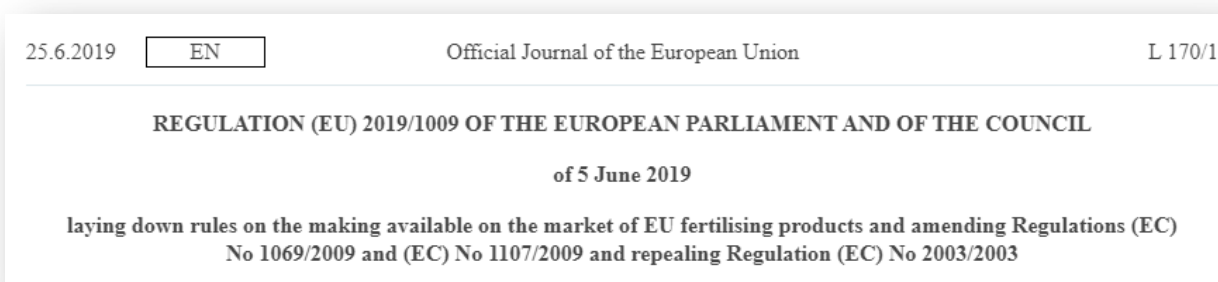 25.6.2019 EN Official Journal of the European Union L 170/1
REGULATION (EU) 2019/1009 OF THE EUROPEAN PARLIAMENT AND OF THE COUNCIL
of 5 June 2019
laying down rules on the making available on the market of EU fertilising products and amending Regulations (EC)
No 1069/2009 and (EC) No 1107/2009 and repealing Regulation (EC) No 2003/2003